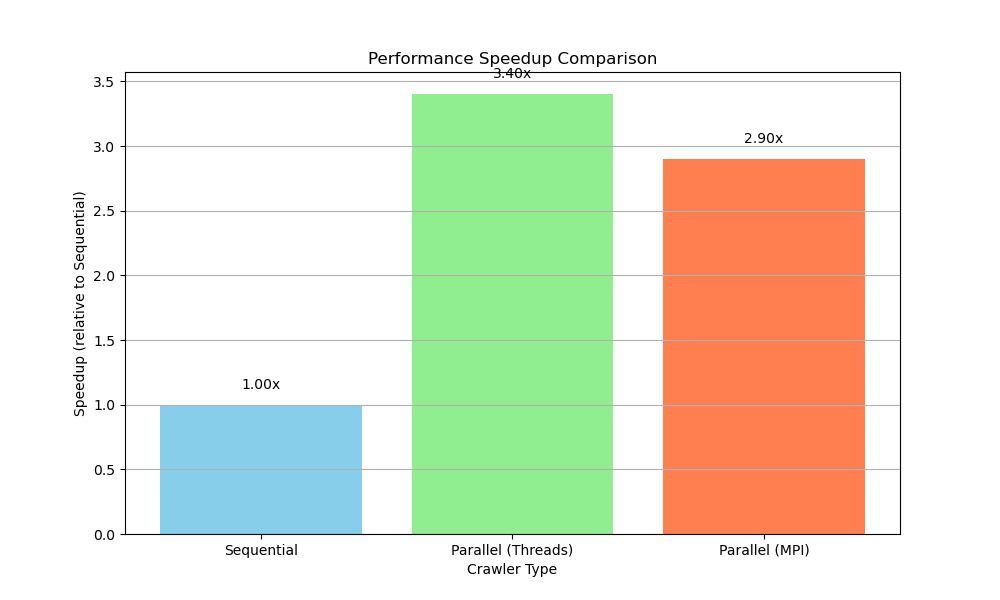 Performance Speedup Comparison
3.40x
2.90x
1.00x
3.5
3.0
2.5
2.0
1.5
1.0
0.5
0.0
Speedup (relative to Sequential)
Sequential
Parallel (Threads)
Parallel (MPI)
Crawler Type